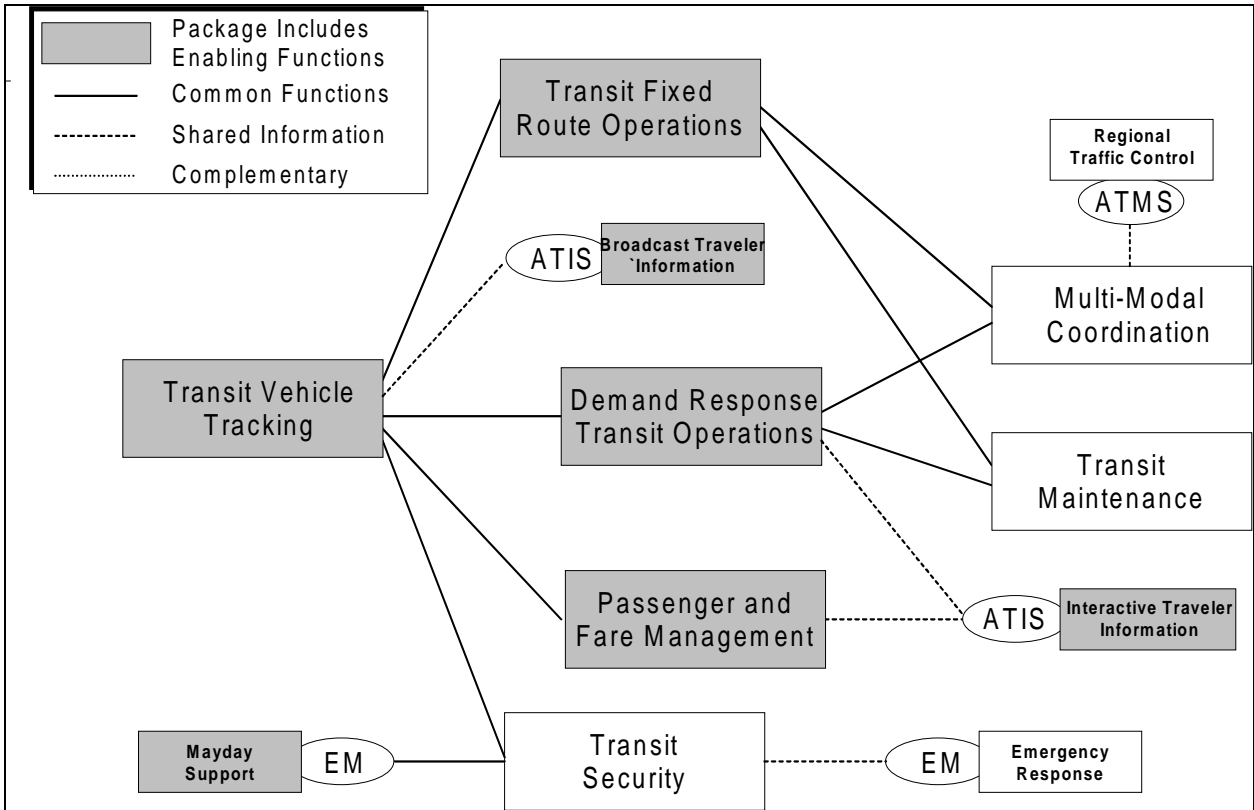 Package Includes
Enabling Functions
Common Functions
Shared Information
Complementary
Transit Fixed
Route Operations
Regional
Traffic Control
ATMS
ATIS
Broadcast Traveler
`Information
Multi-Modal
Coordination
Transit Vehicle
Tracking
Demand Response
Transit Operations
Transit
Maintenance
Passenger and
Fare Management
ATIS
Interactive Traveler
Information
Mayday
Support
EM
Transit
Security
EM
Emergency
Response